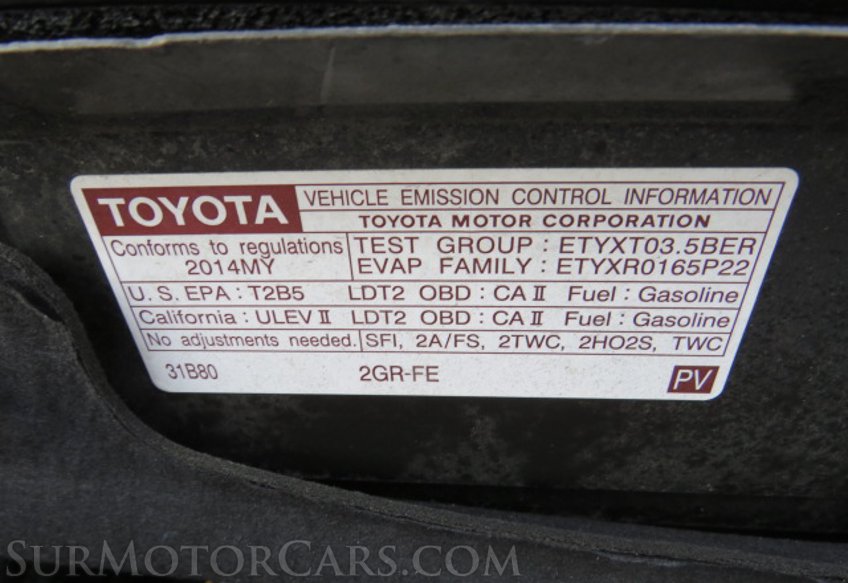 TOYOTA VEHICLE EMISSION CONTROL INFORMATION
TOYOTA MOTOR CORPORATION
Conforms to regulations TEST GROUP : ETYXT03.5BER
2014MY EVAP FAMILY : ETYXR0165P22
U. S. EPA : T2B5 LDT2 OBD : CA II Fuel : Gasoline
California : ULEV II LDT2 OBD : CA II Fuel : Gasoline
No adjustments needed. SFI, 2A/FS, 2TWC, 2HO2S, TWC
31B80 2GR-FE PV
SurMotorCars.com